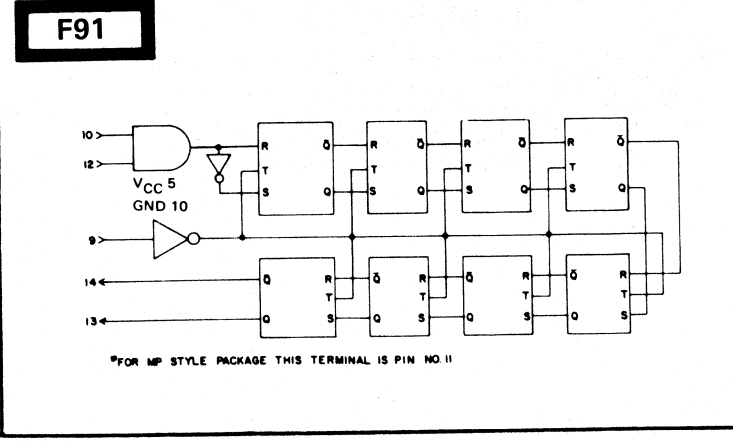 F91
10
12
VCC 5
GND 10
9
14
13
R Q̄ R Q̄ R Q̄ R Q̄
T T T T
S Q S Q S Q S Q
Q̄ R Q̄ R Q̄ R Q̄ R
T T T T
Q S Q S Q S Q S
*FOR MP STYLE PACKAGE THIS TERMINAL IS PIN NO. 11